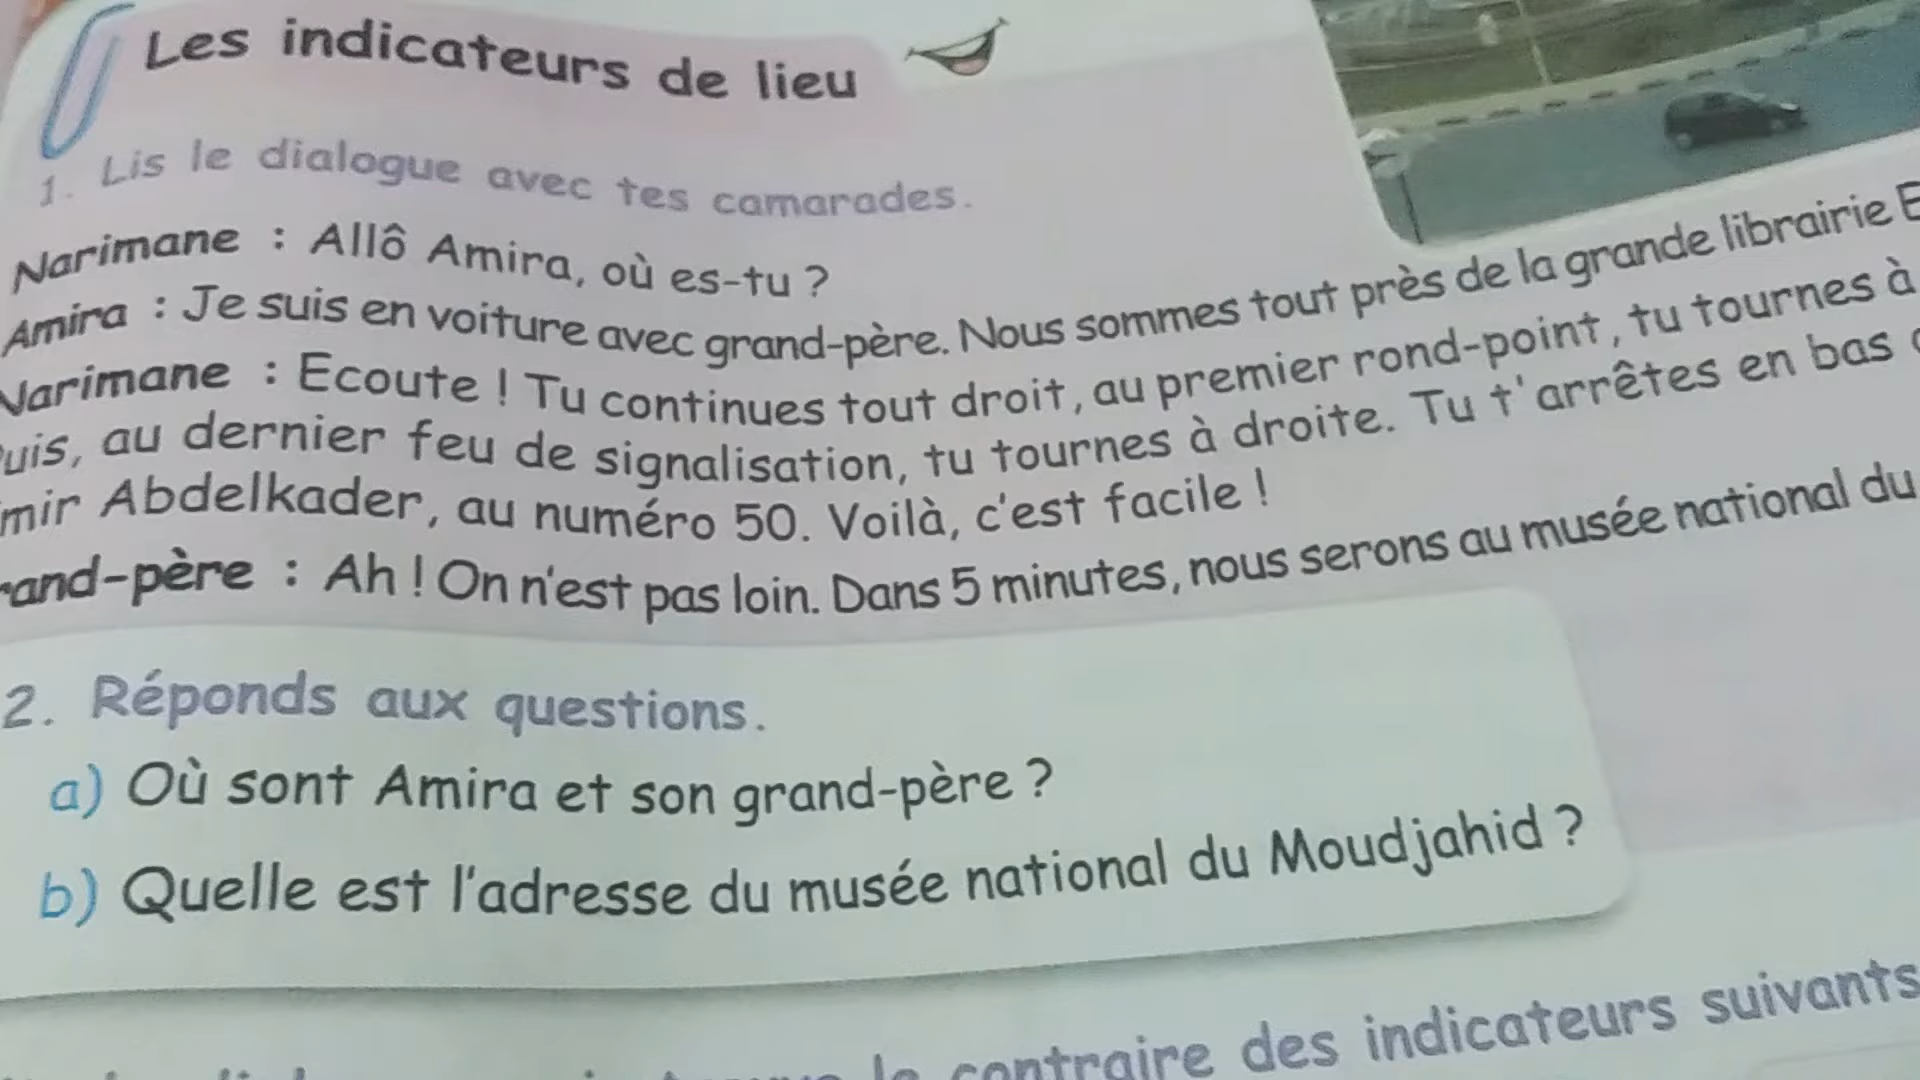 Les indicateurs de lieu
1. Lis le dialogue avec tes camarades.
Narimane : Allô Amira, où es-tu ?
Amira : Je suis en voiture avec grand-père. Nous sommes tout près de la grande librairie E
Narimane : Ecoute ! Tu continues tout droit, au premier rond-point, tu tournes à
uis, au dernier feu de signalisation, tu tournes à droite. Tu t'arrêtes en bas
mir Abdelkader, au numéro 50. Voilà, c'est facile !
rand-père : Ah ! On n'est pas loin. Dans 5 minutes, nous serons au musée national du
2. Réponds aux questions.
a) Où sont Amira et son grand-père ?
b) Quelle est l'adresse du musée national du Moudjahid ?
le contraire des indicateurs suivants